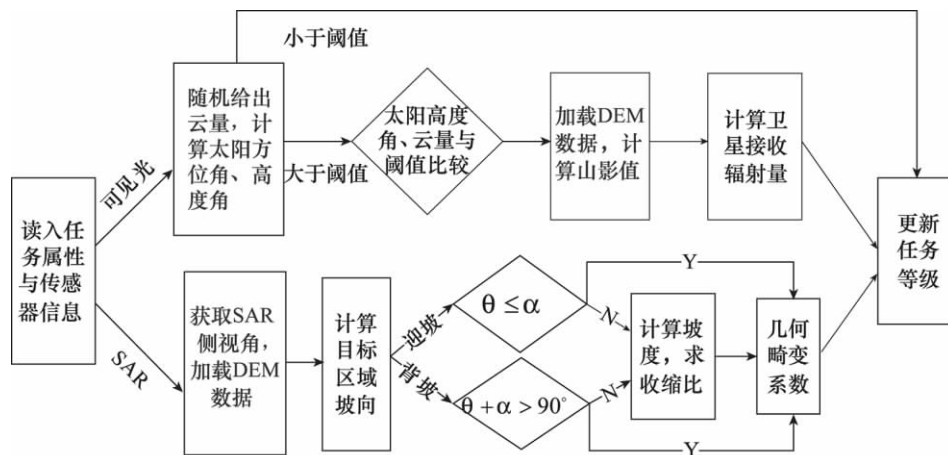 小于阈值
随机给出
云量，计
算太阳方
位角、高
度角
大于阈值
太阳高度
角、云量与
阈值比较
加载DEM
数据，计
算山影值
计算卫
星接收
辐射量
可见光
读入任
务属性
与传感
器信息
SAR
更新
任务
等级
获取SAR
侧视角，
加载DEM
数据
计算
目标
区域
坡向
迎坡
背坡
θ≤α
θ+α>90°
Y
N
N
Y
计算坡
度，求
收缩比
几何
畸变
系数